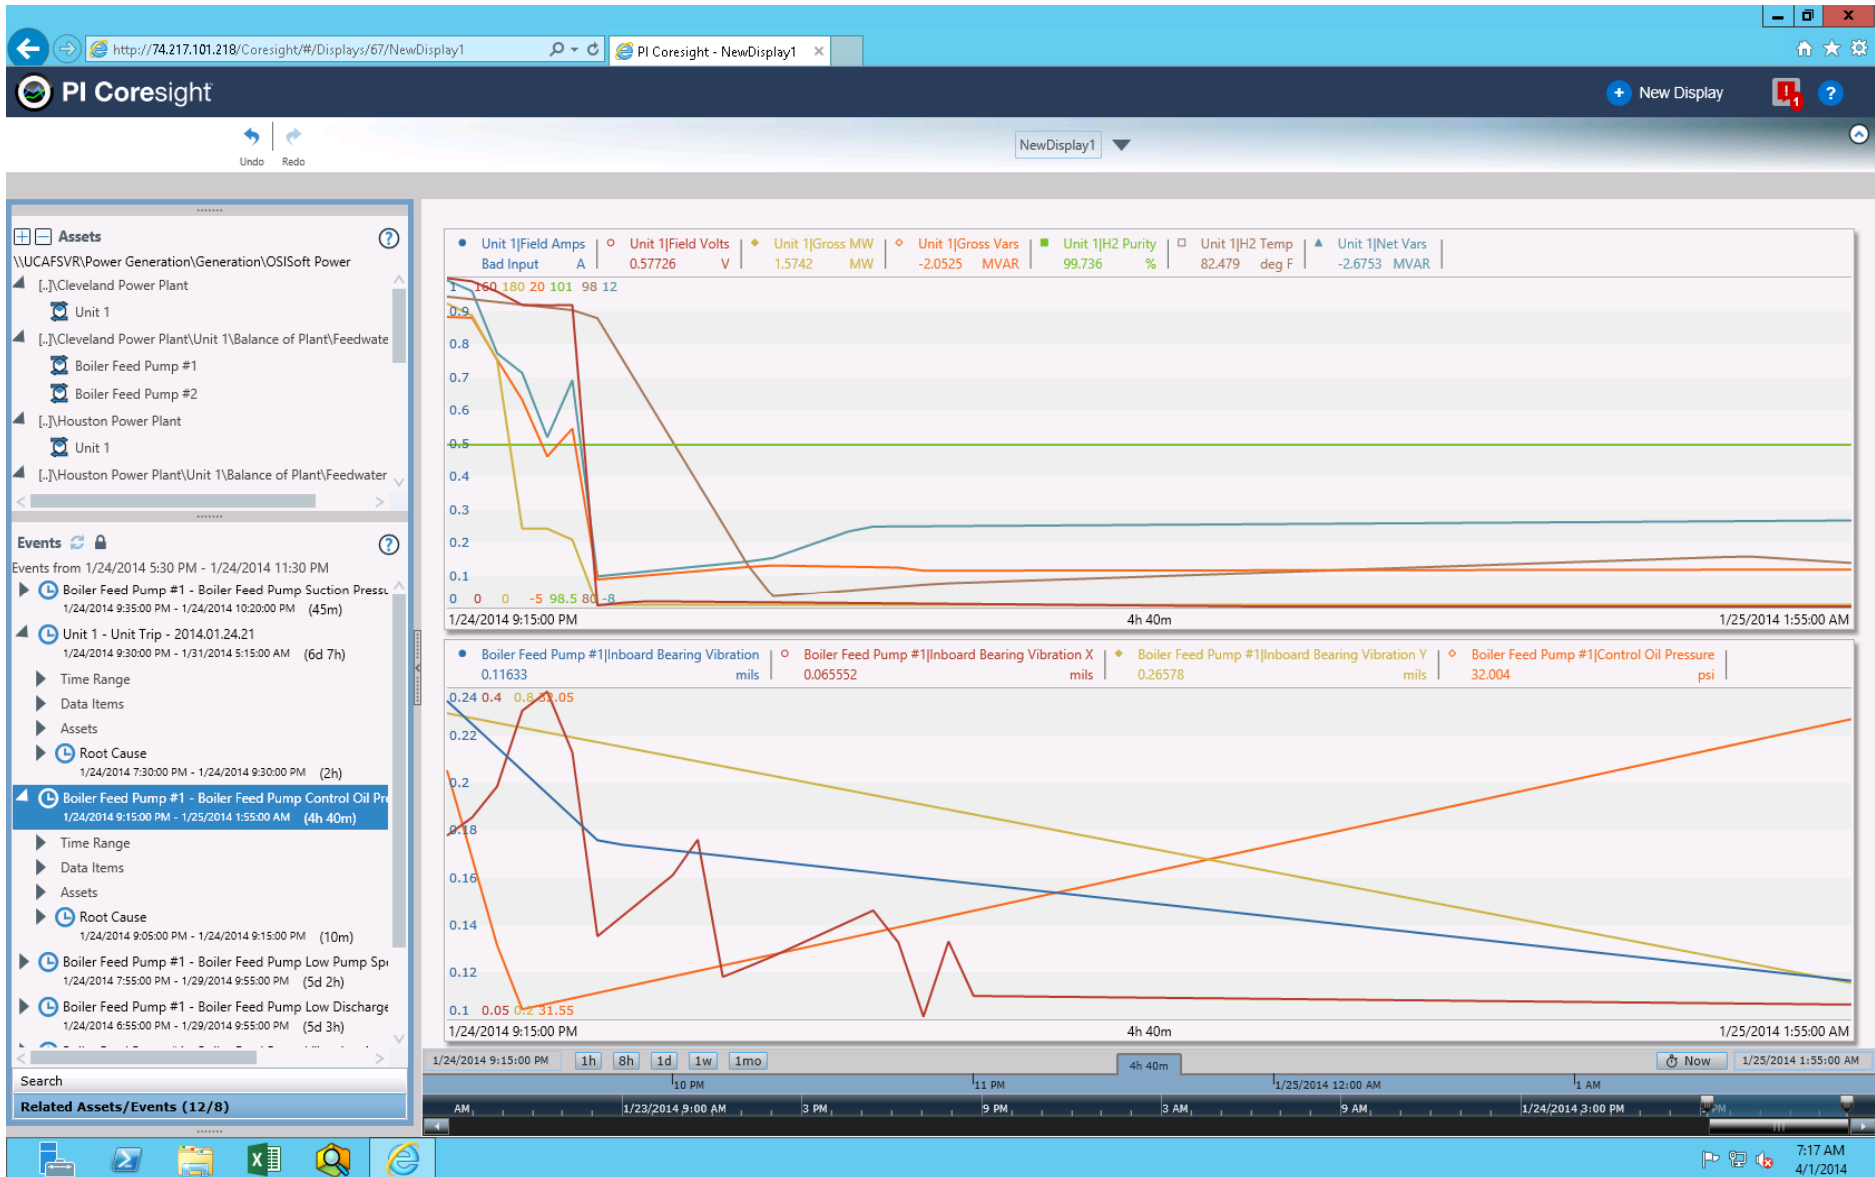 http://74.217.101.218/Coresight/#/Displays/67/NewDisplay1
PI Coresight - NewDisplay1
PI Coresight
New Display
1
?
Undo
Redo
NewDisplay1
Assets
?
\\UCAFSVR\Power Generation\Generation\OSISoft Power
[..]\Cleveland Power Plant
Unit 1
[..]\Cleveland Power Plant\Unit 1\Balance of Plant\Feedwate
Boiler Feed Pump #1
Boiler Feed Pump #2
[..]\Houston Power Plant
Unit 1
[..]\Houston Power Plant\Unit 1\Balance of Plant\Feedwater
Events
?
Events from 1/24/2014 5:30 PM - 1/24/2014 11:30 PM
Boiler Feed Pump #1 - Boiler Feed Pump Suction Pressu
1/24/2014 9:35:00 PM - 1/24/2014 10:20:00 PM (45m)
Unit 1 - Unit Trip - 2014.01.24.21
1/24/2014 9:30:00 PM - 1/31/2014 5:15:00 AM (6d 7h)
Time Range
Data Items
Assets
Root Cause
1/24/2014 7:30:00 PM - 1/24/2014 9:30:00 PM (2h)
Boiler Feed Pump #1 - Boiler Feed Pump Control Oil Pre
1/24/2014 9:15:00 PM - 1/25/2014 1:55:00 AM (4h 40m)
Time Range
Data Items
Assets
Root Cause
1/24/2014 9:05:00 PM - 1/24/2014 9:15:00 PM (10m)
Boiler Feed Pump #1 - Boiler Feed Pump Low Pump Spe
1/24/2014 7:55:00 PM - 1/29/2014 9:55:00 PM (5d 2h)
Boiler Feed Pump #1 - Boiler Feed Pump Low Discharge
1/24/2014 6:55:00 PM - 1/29/2014 9:55:00 PM (5d 3h)
Search
Related Assets/Events (12/8)
Unit 1|Field Amps Unit 1|Field Volts Unit 1|Gross MW Unit 1|Gross Vars Unit 1|H2 Purity Unit 1|H2 Temp Unit 1|Net Vars
Bad Input A 0.57726 V 1.5742 MW -2.0525 MVAR 99.736 % 82.479 deg F -2.6753 MVAR
1 160 180 20 101 98 12
0.9
0.8
0.7
0.6
0.5
0.4
0.3
0.2
0.1
0 0 0 -5 98.5 80 -8
1/24/2014 9:15:00 PM 4h 40m 1/25/2014 1:55:00 AM
Boiler Feed Pump #1|Inboard Bearing Vibration Boiler Feed Pump #1|Inboard Bearing Vibration X Boiler Feed Pump #1|Inboard Bearing Vibration Y Boiler Feed Pump #1|Control Oil Pressure
0.11633 mils 0.065552 mils 0.26578 mils 32.004 psi
0.24 0.4 0.8 32.05
0.22
0.2
0.18
0.16
0.14
0.12
0.1 0.05 0.2 31.55
1/24/2014 9:15:00 PM 4h 40m 1/25/2014 1:55:00 AM
1/24/2014 9:15:00 PM 1h 8h 1d 1w 1mo 4h 40m Now 1/25/2014 1:55:00 AM
10 PM 11 PM 1/25/2014 12:00 AM 1 AM
AM 1/23/2014 9:00 AM 3 PM 9 PM 3 AM 9 AM 1/24/2014 3:00 PM
7:17 AM
4/1/2014